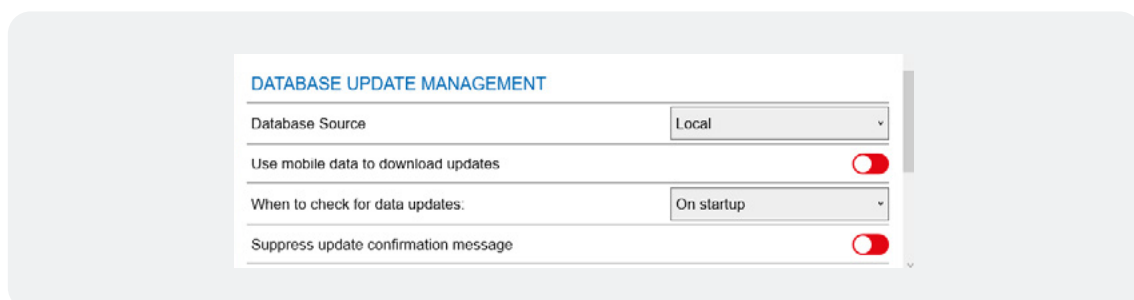 DATABASE UPDATE MANAGEMENT
Database Source Local
Use mobile data to download updates
When to check for data updates: On startup
Suppress update confirmation message